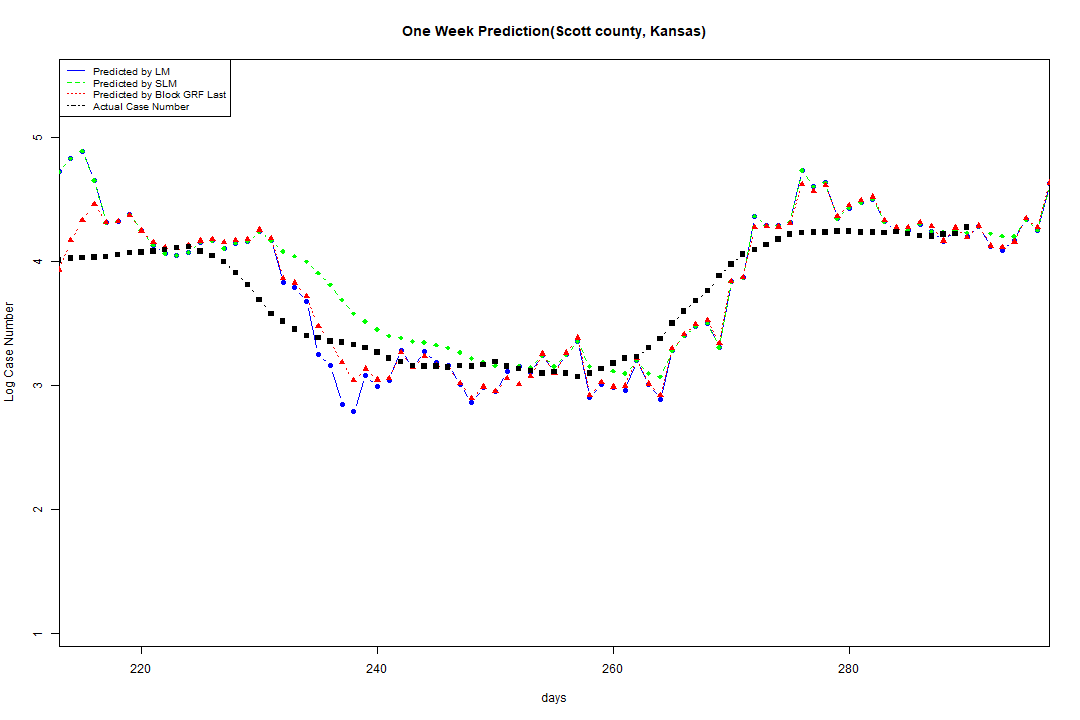 One Week Prediction(Scott county, Kansas)
Predicted by LM
Predicted by SLM
Predicted by Block GRF Last
Actual Case Number
5
4
3
2
1
Log Case Number
220
240
260
280
days